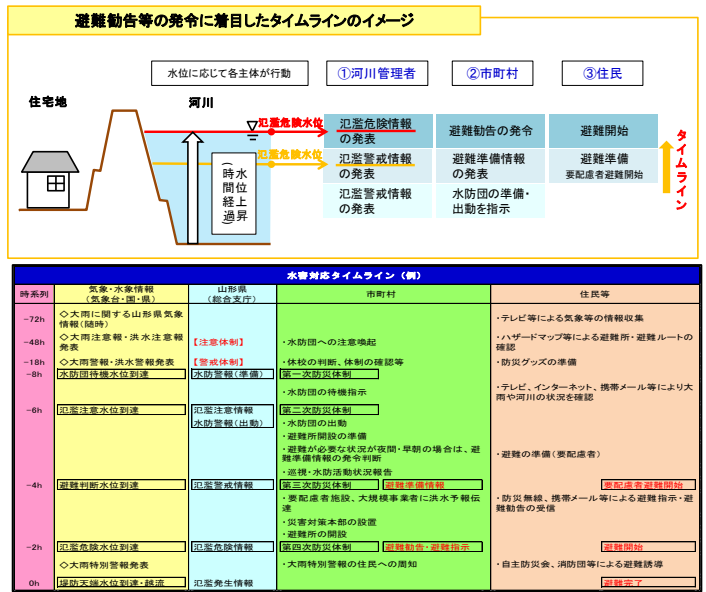 避難勧告等の発令に着目したタイムラインのイメージ
水位に応じて各主体が行動
①河川管理者
②市町村
③住民
住宅地
河川
氾濫危険水位
氾濫危険水位
水位上昇
(時間経過)
氾濫危険情報
の発表
避難勧告の発令
避難開始
氾濫警戒情報
の発表
避難準備情報
の発表
避難準備
要配慮者避難開始
氾濫警戒情報
の発表
水防団の準備・
出動を指示
タイムライン
水害対応タイムライン（例）
時系列
気象・水象情報
（気象台・国・県）
山形県
（総合支庁）
市町村
住民等
-72h
◇大雨に関する山形県気象
情報(随時)
・テレビ等による気象等の情報収集
-48h
◇大雨注意報・洪水注意報
発表
【注意体制】
・水防団への注意喚起
・ハザードマップ等による避難所・避難ルートの
確認
-18h
◇大雨警報・洪水警報発表
【警戒体制】
・休校の判断、体制の確認等
・防災グッズの準備
-8h
水防団待機水位到達
水防警報(準備)
第一次防災体制
・水防団の待機指示
・テレビ、インターネット、携帯メール等により大
雨や河川の状況を確認
-6h
氾濫注意水位到達
氾濫注意情報
第二次防災体制
水防警報(出動)
・水防団の出動
・避難所開設の準備
・避難が必要な状況が夜間・早朝の場合は、避
難準備情報の発令判断
・避難の準備(要配慮者)
・巡視・水防活動状況報告
-4h
避難判断水位到達
氾濫警戒情報
第三次防災体制
避難準備情報
要配慮者避難開始
・要配慮者施設、大規模事業者に洪水予報伝
達
・防災無線、携帯メール等による避難指示・避
難勧告の受信
・災害対策本部の設置
・避難所の開設
-2h
氾濫危険水位到達
氾濫危険情報
第四次防災体制
避難勧告・避難指示
避難開始
◇大雨特別警報発表
・大雨特別警報の住民への周知
・自主防災会、消防団等による避難誘導
0h
堤防天端水位到達・越流
氾濫発生情報
避難完了